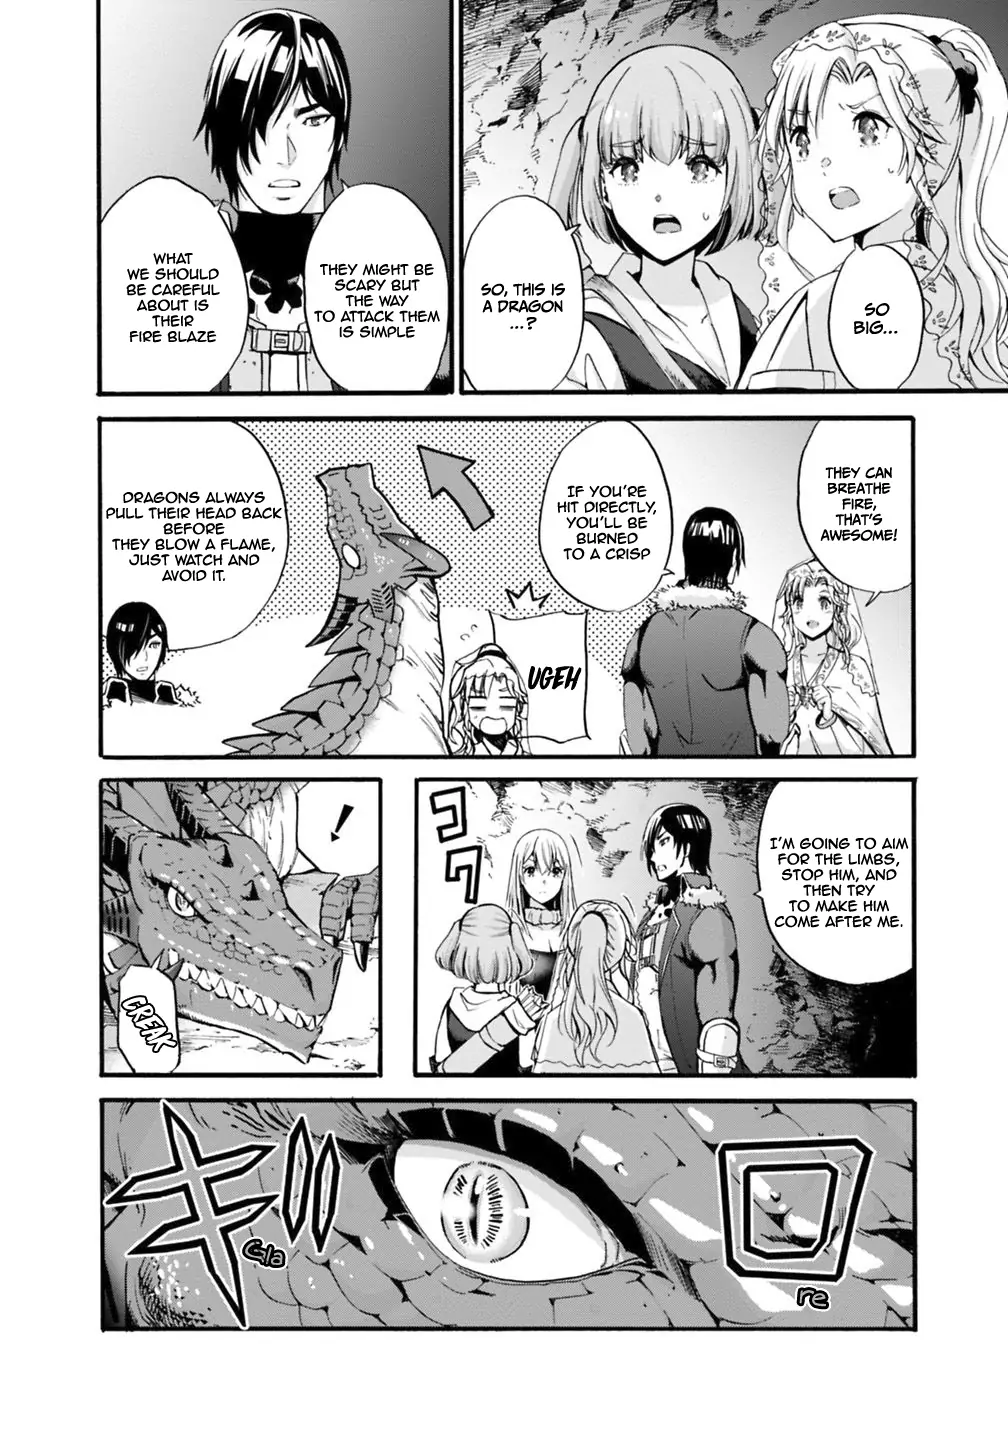 SO
BIG...
SO, THIS IS
A DRAGON
...?
THEY MIGHT BE
SCARY BUT
THE WAY
TO ATTACK THEM
IS SIMPLE
WHAT
WE SHOULD
BE CAREFUL
ABOUT IS
THEIR
FIRE BLAZE
THEY CAN
BREATHE
FIRE,
THAT'S
AWESOME!
IF YOU'RE
HIT DIRECTLY,
YOU'LL BE
BURNED
TO A CRISP
UGEH
DRAGONS ALWAYS
PULL THEIR HEAD BACK
BEFORE
THEY BLOW A FLAME,
JUST WATCH AND
AVOID IT.
I'M GOING TO AIM
FOR THE LIMBS,
STOP HIM, AND
THEN TRY
TO MAKE HIM
COME AFTER ME.
コク
!
CREAK
ギロ
Gla
re